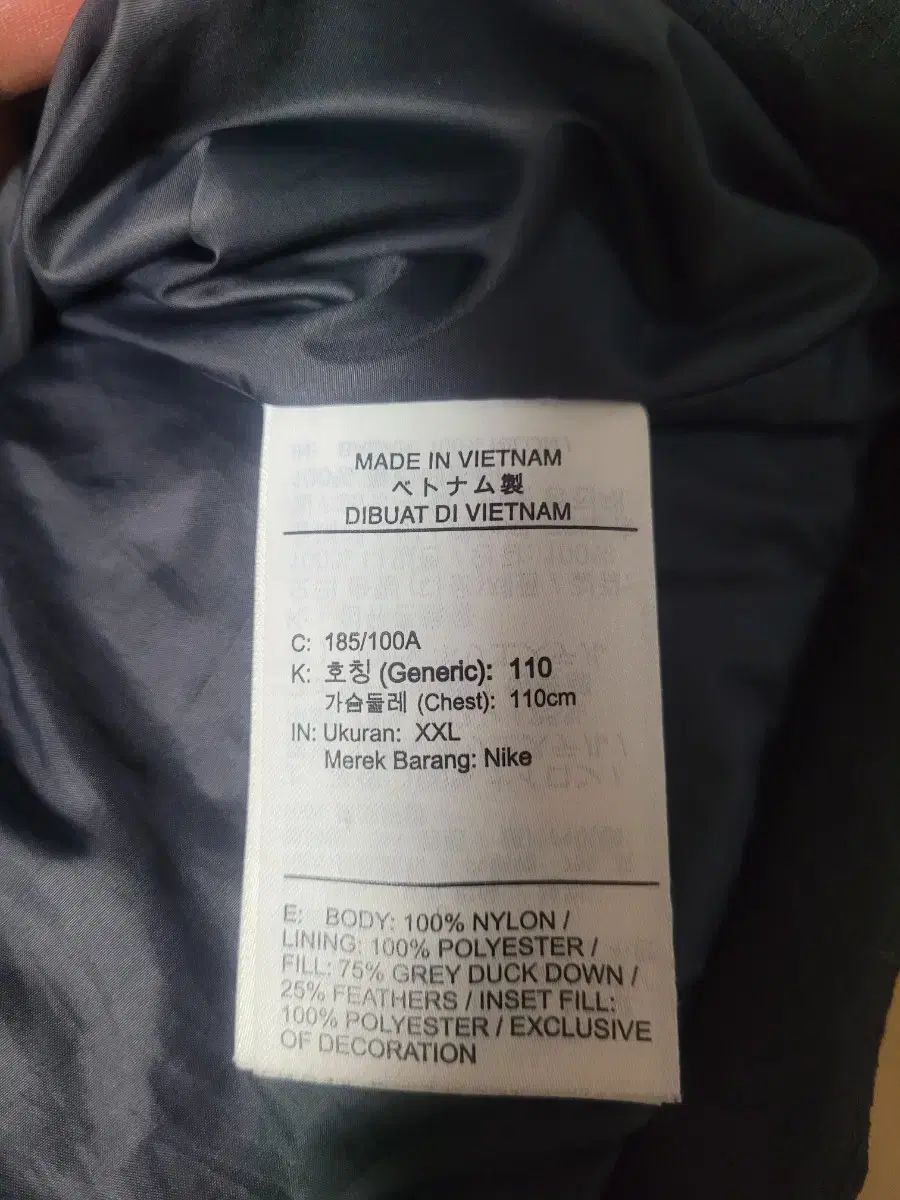 MADE IN VIETNAM
ベトナム製
DIBUAT DI VIETNAM
C: 185/100A
K: 호칭 (Generic): 110
가슴둘레 (Chest): 110cm
IN: Ukuran: XXL
Merek Barang: Nike
E: BODY: 100% NYLON /
LINING: 100% POLYESTER /
FILL: 75% GREY DUCK DOWN /
25% FEATHERS / INSET FILL:
100% POLYESTER / EXCLUSIVE
OF DECORATION